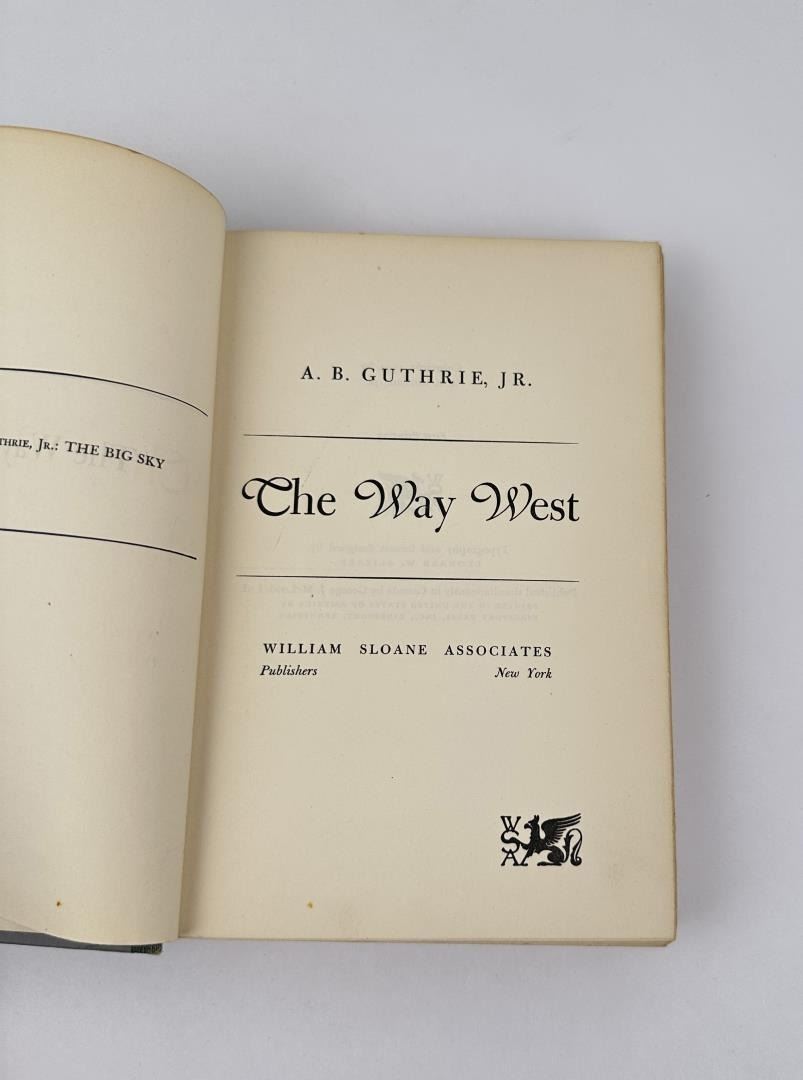 THRIE, JR.: THE BIG SKY
A. B. GUTHRIE, JR.
The Way West
WILLIAM SLOANE ASSOCIATES
Publishers New York
WSA